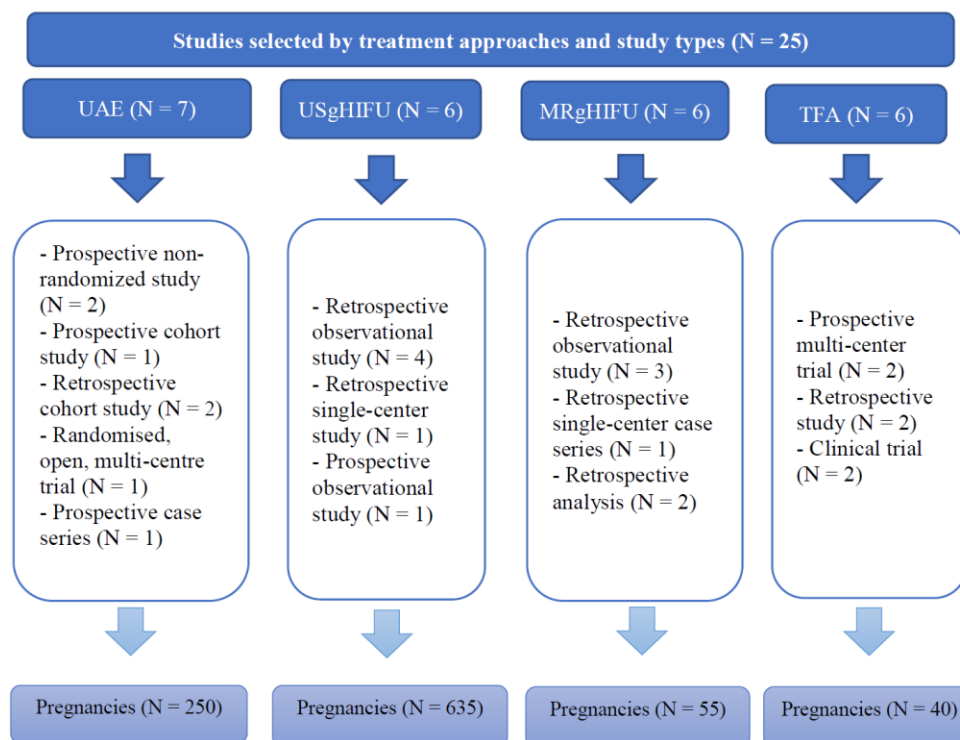 Studies selected by treatment approaches and study types (N = 25)
UAE (N = 7)
USgHIFU (N = 6)
MRgHIFU (N = 6)
TFA (N = 6)
- Prospective non-
randomized study
(N = 2)
- Prospective cohort
study (N = 1)
- Retrospective
cohort study (N = 2)
- Randomised,
open, multi-centre
trial (N = 1)
- Prospective case
series (N = 1)
- Retrospective
observational
study (N = 4)
- Retrospective
single-center
study (N = 1)
- Prospective
observational
study (N = 1)
- Retrospective
observational
study (N = 3)
- Retrospective
single-center case
series (N = 1)
- Retrospective
analysis (N = 2)
- Prospective
multi-center
trial (N = 2)
- Retrospective
study (N = 2)
- Clinical trial
(N = 2)
Pregnancies (N = 250)
Pregnancies (N = 635)
Pregnancies (N = 55)
Pregnancies (N = 40)